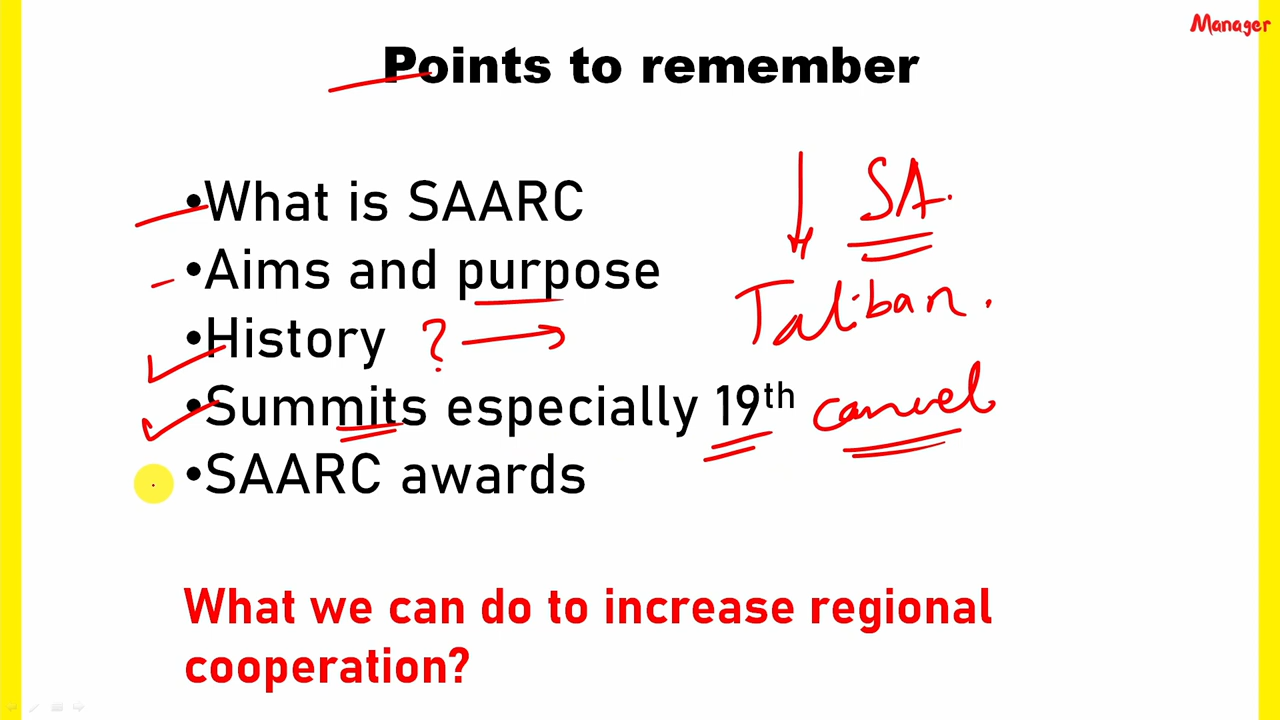 Manager
Points to remember
•What is SAARC
SA.
•Aims and purpose
Taliban.
•History ? →
•Summits especially 19th cancel
•SAARC awards
What we can do to increase regional
cooperation?